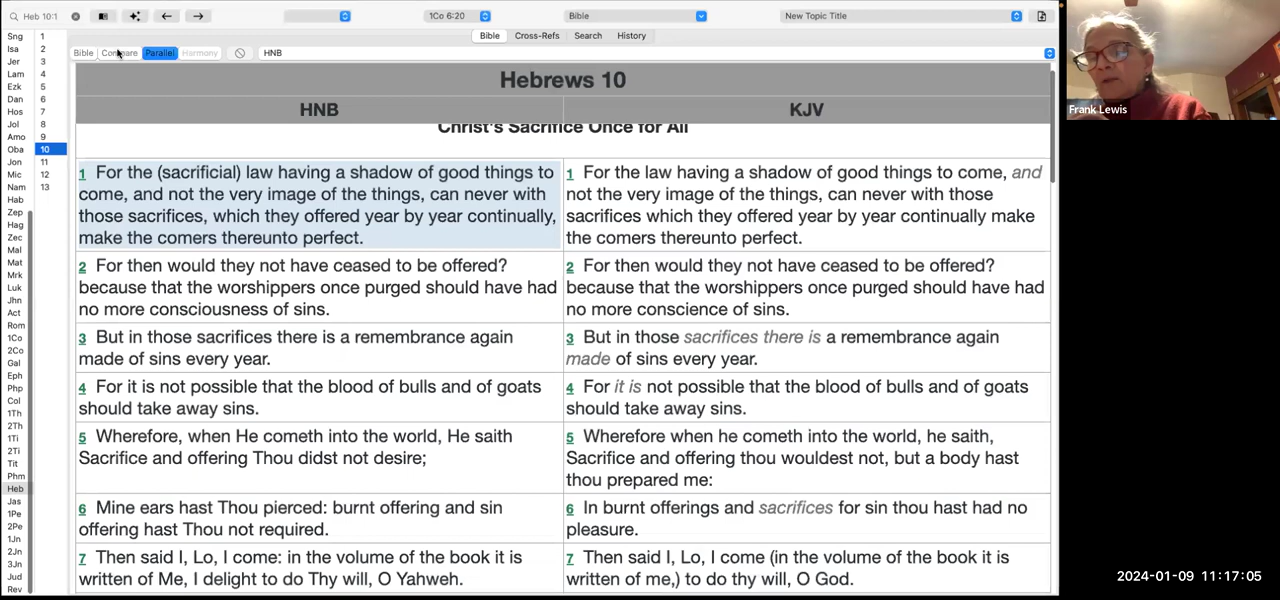 Heb 10:1
1Co 6:20
Bible
New Topic Title
Bible Cross-Refs Search History
Bible Compare Parallel Harmony HNB
Sng 1
Isa 2
Jer 3
Lam 4
Ezk 5
Dan 6
Hos 7
Jol 8
Amo 9
Oba 10
Jon 11
Mic 12
Nam 13
Hab
Zep
Hag
Zec
Mal
Mat
Mrk
Luk
Jhn
Act
Rom
1Co
2Co
Gal
Eph
Php
Col
1Th
2Th
1Ti
2Ti
Tit
Phm
Heb
Jas
1Pe
2Pe
1Jn
2Jn
3Jn
Jud
Rev
Hebrews 10
HNB
KJV
Christ's Sacrifice Once for All
1 For the (sacrificial) law having a shadow of good things to
come, and not the very image of the things, can never with
those sacrifices, which they offered year by year continually,
make the comers thereunto perfect.
1 For the law having a shadow of good things to come, and
not the very image of the things, can never with those
sacrifices which they offered year by year continually make
the comers thereunto perfect.
2 For then would they not have ceased to be offered?
because that the worshippers once purged should have had
no more consciousness of sins.
2 For then would they not have ceased to be offered?
because that the worshippers once purged should have had
no more conscience of sins.
3 But in those sacrifices there is a remembrance again
made of sins every year.
3 But in those sacrifices there is a remembrance again
made of sins every year.
4 For it is not possible that the blood of bulls and of goats
should take away sins.
4 For it is not possible that the blood of bulls and of goats
should take away sins.
5 Wherefore, when He cometh into the world, He saith
Sacrifice and offering Thou didst not desire;
5 Wherefore when he cometh into the world, he saith,
Sacrifice and offering thou wouldest not, but a body hast
thou prepared me:
6 Mine ears hast Thou pierced: burnt offering and sin
offering hast Thou not required.
6 In burnt offerings and sacrifices for sin thou hast had no
pleasure.
7 Then said I, Lo, I come: in the volume of the book it is
written of Me, I delight to do Thy will, O Yahweh.
7 Then said I, Lo, I come (in the volume of the book it is
written of me,) to do thy will, O God.
Frank Lewis
2024-01-09 11:17:05